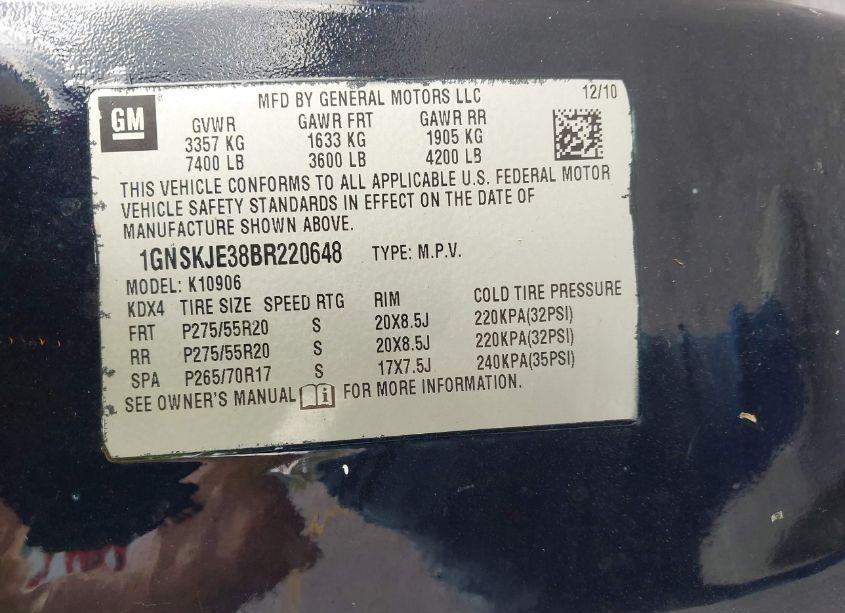 GM
MFD BY GENERAL MOTORS LLC 12/10
GVWR GAWR FRT GAWR RR
3357 KG 1633 KG 1905 KG
7400 LB 3600 LB 4200 LB
THIS VEHICLE CONFORMS TO ALL APPLICABLE U.S. FEDERAL MOTOR
VEHICLE SAFETY STANDARDS IN EFFECT ON THE DATE OF
MANUFACTURE SHOWN ABOVE.
1GNSKJE38BR220648 TYPE: M.P.V.
MODEL: K10906
KDX4 TIRE SIZE SPEED RTG RIM COLD TIRE PRESSURE
FRT P275/55R20 S 20X8.5J 220KPA(32PSI)
RR P275/55R20 S 20X8.5J 220KPA(32PSI)
SPA P265/70R17 S 17X7.5J 240KPA(35PSI)
SEE OWNER'S MANUAL FOR MORE INFORMATION.